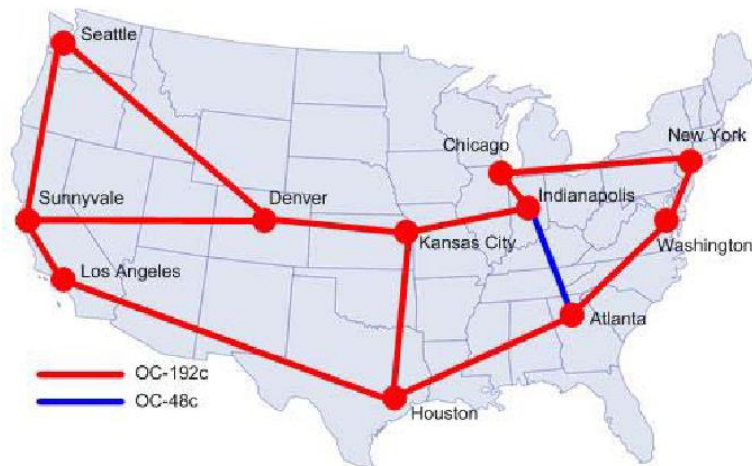 Seattle
New York
Chicago
Sunnyvale
Denver
Indianapolis
Kansas City
Washington
Los Angeles
Atlanta
OC-192c
OC-48c
Houston